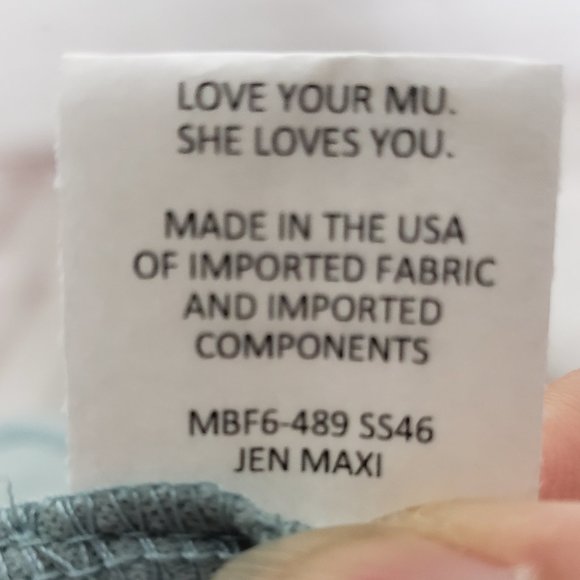 LOVE YOUR MU.
SHE LOVES YOU.
MADE IN THE USA
OF IMPORTED FABRIC
AND IMPORTED
COMPONENTS
MBF6-489 SS46
JEN MAXI